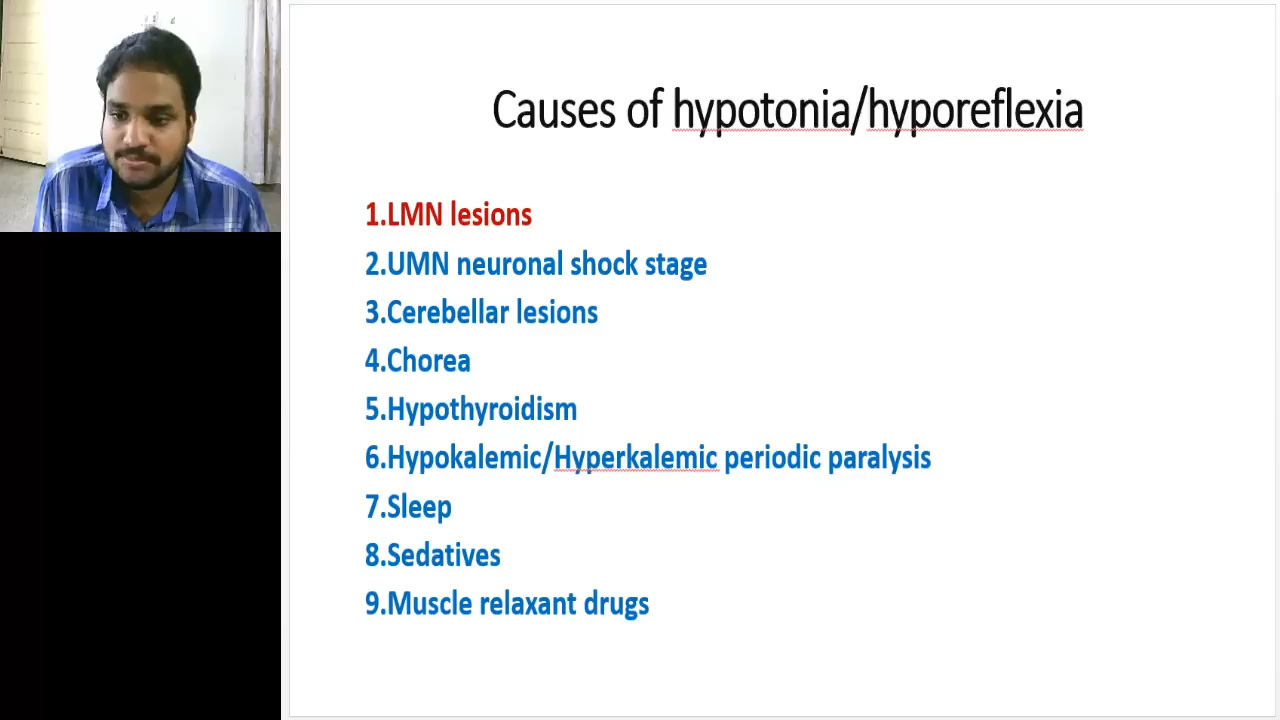 Causes of hypotonia/hyporeflexia
1.LMN lesions
2.UMN neuronal shock stage
3.Cerebellar lesions
4.Chorea
5.Hypothyroidism
6.Hypokalemic/Hyperkalemic periodic paralysis
7.Sleep
8.Sedatives
9.Muscle relaxant drugs